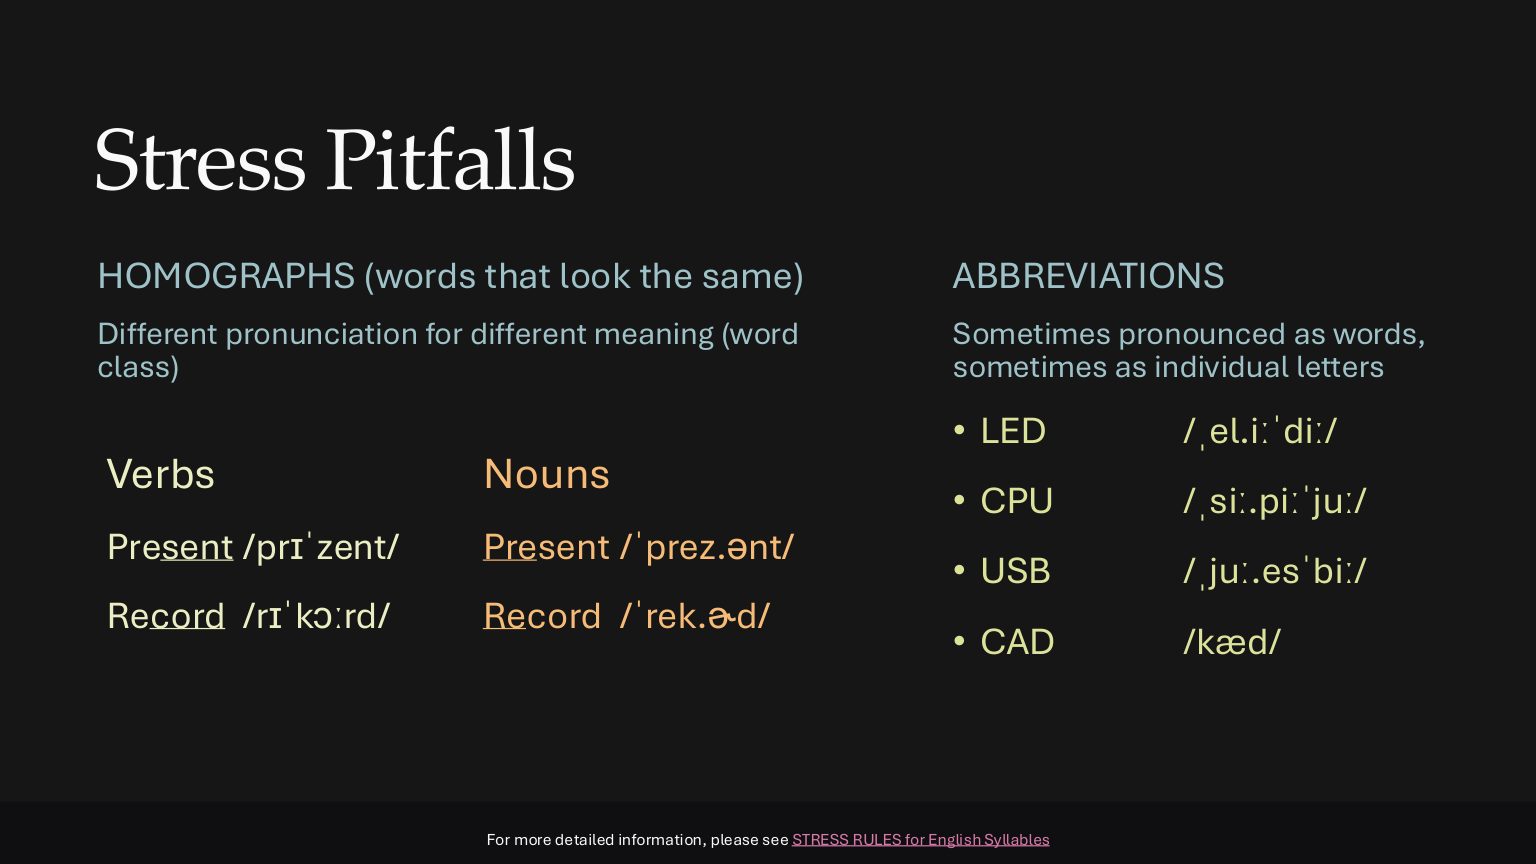 Stress Pitfalls
HOMOGRAPHS (words that look the same)
Different pronunciation for different meaning (word
class)
Verbs
Present /prɪˈzent/
Record /rɪˈkɔːrd/
Nouns
Present /ˈprez.ənt/
Record /ˈrek.ɚd/
ABBREVIATIONS
Sometimes pronounced as words,
sometimes as individual letters
• LED /ˌel.iːˈdiː/
• CPU /ˌsiː.piːˈjuː/
• USB /ˌjuː.esˈbiː/
• CAD /kæd/
For more detailed information, please see STRESS RULES for English Syllables